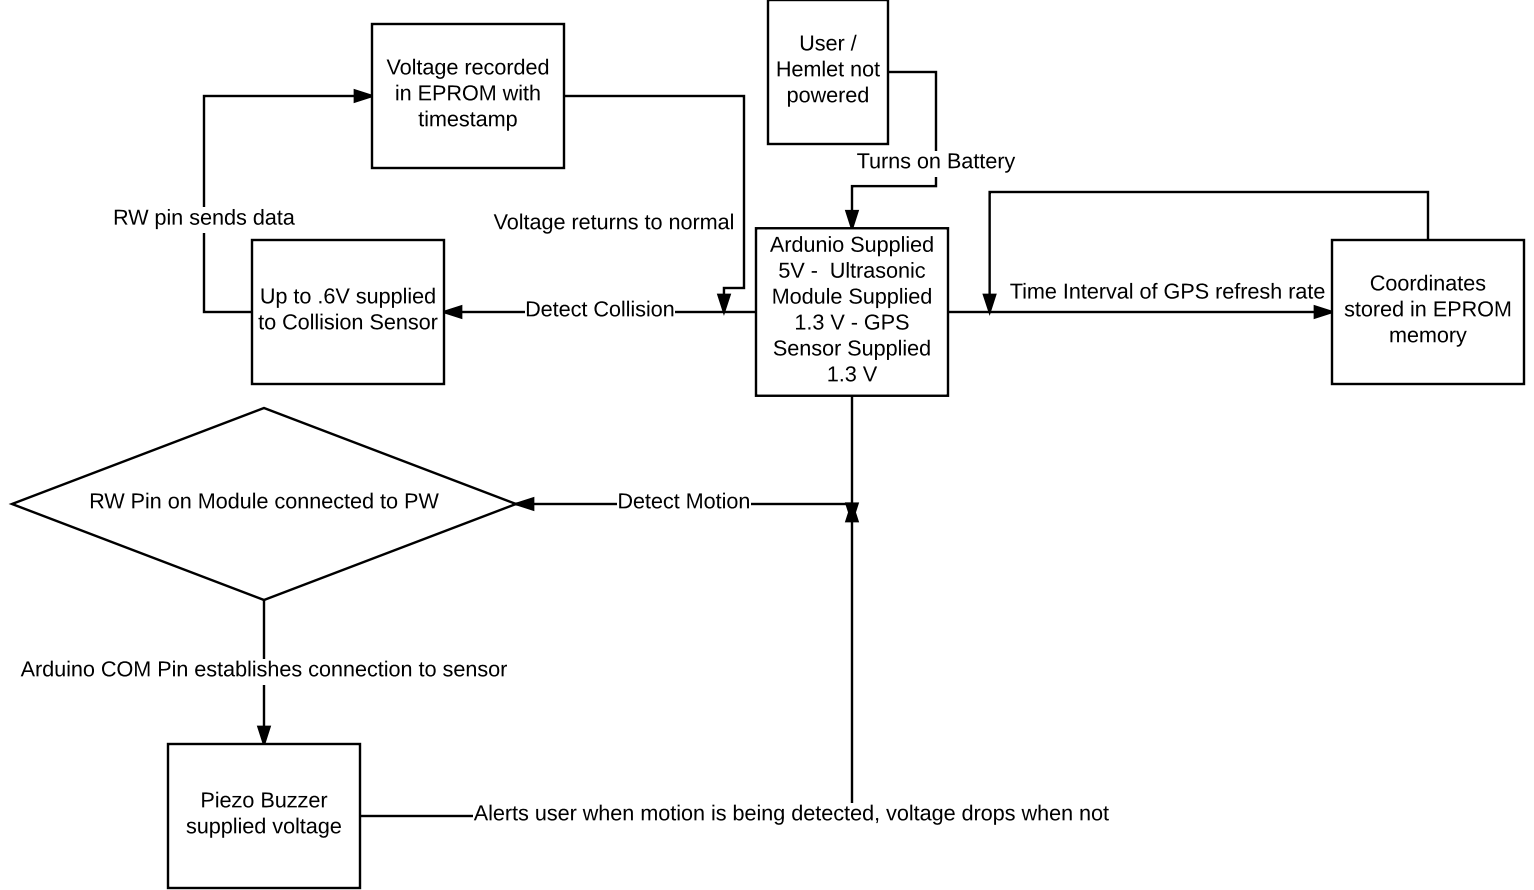 User /
Hemlet not
powered
Voltage recorded
in EPROM with
timestamp
Turns on Battery
RW pin sends data
Voltage returns to normal
Ardunio Supplied
5V -  Ultrasonic
Module Supplied
1.3 V - GPS
Sensor Supplied
1.3 V
Up to .6V supplied
to Collision Sensor
Detect Collision
Time Interval of GPS refresh rate
Coordinates
stored in EPROM
memory
RW Pin on Module connected to PW
Detect Motion
Arduino COM Pin establishes connection to sensor
Piezo Buzzer
supplied voltage
Alerts user when motion is being detected, voltage drops when not